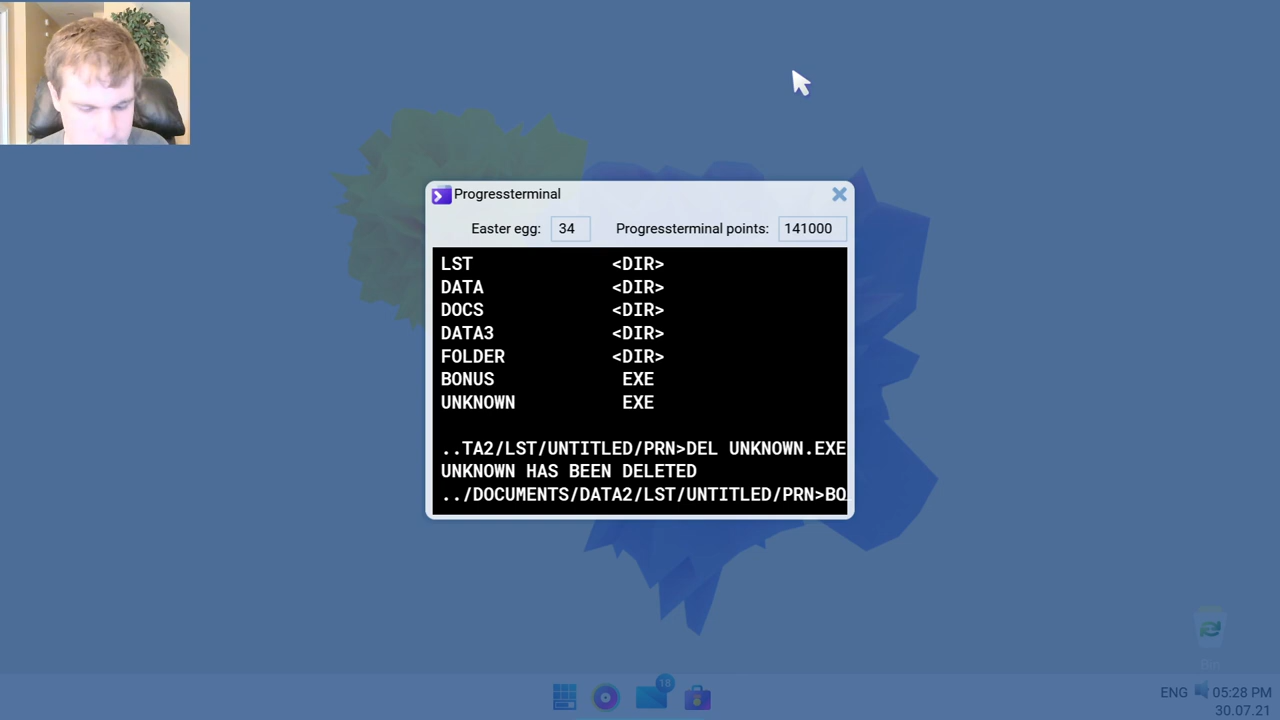 Progressterminal
Easter egg: 34 Progressterminal points: 141000
LST <DIR>
DATA <DIR>
DOCS <DIR>
DATA3 <DIR>
FOLDER <DIR>
BONUS EXE
UNKNOWN EXE
..TA2/LST/UNTITLED/PRN>DEL UNKNOWN.EXE
UNKNOWN HAS BEEN DELETED
../DOCUMENTS/DATA2/LST/UNTITLED/PRN>BO
Bin
18
ENG 05:28 PM
30.07.21